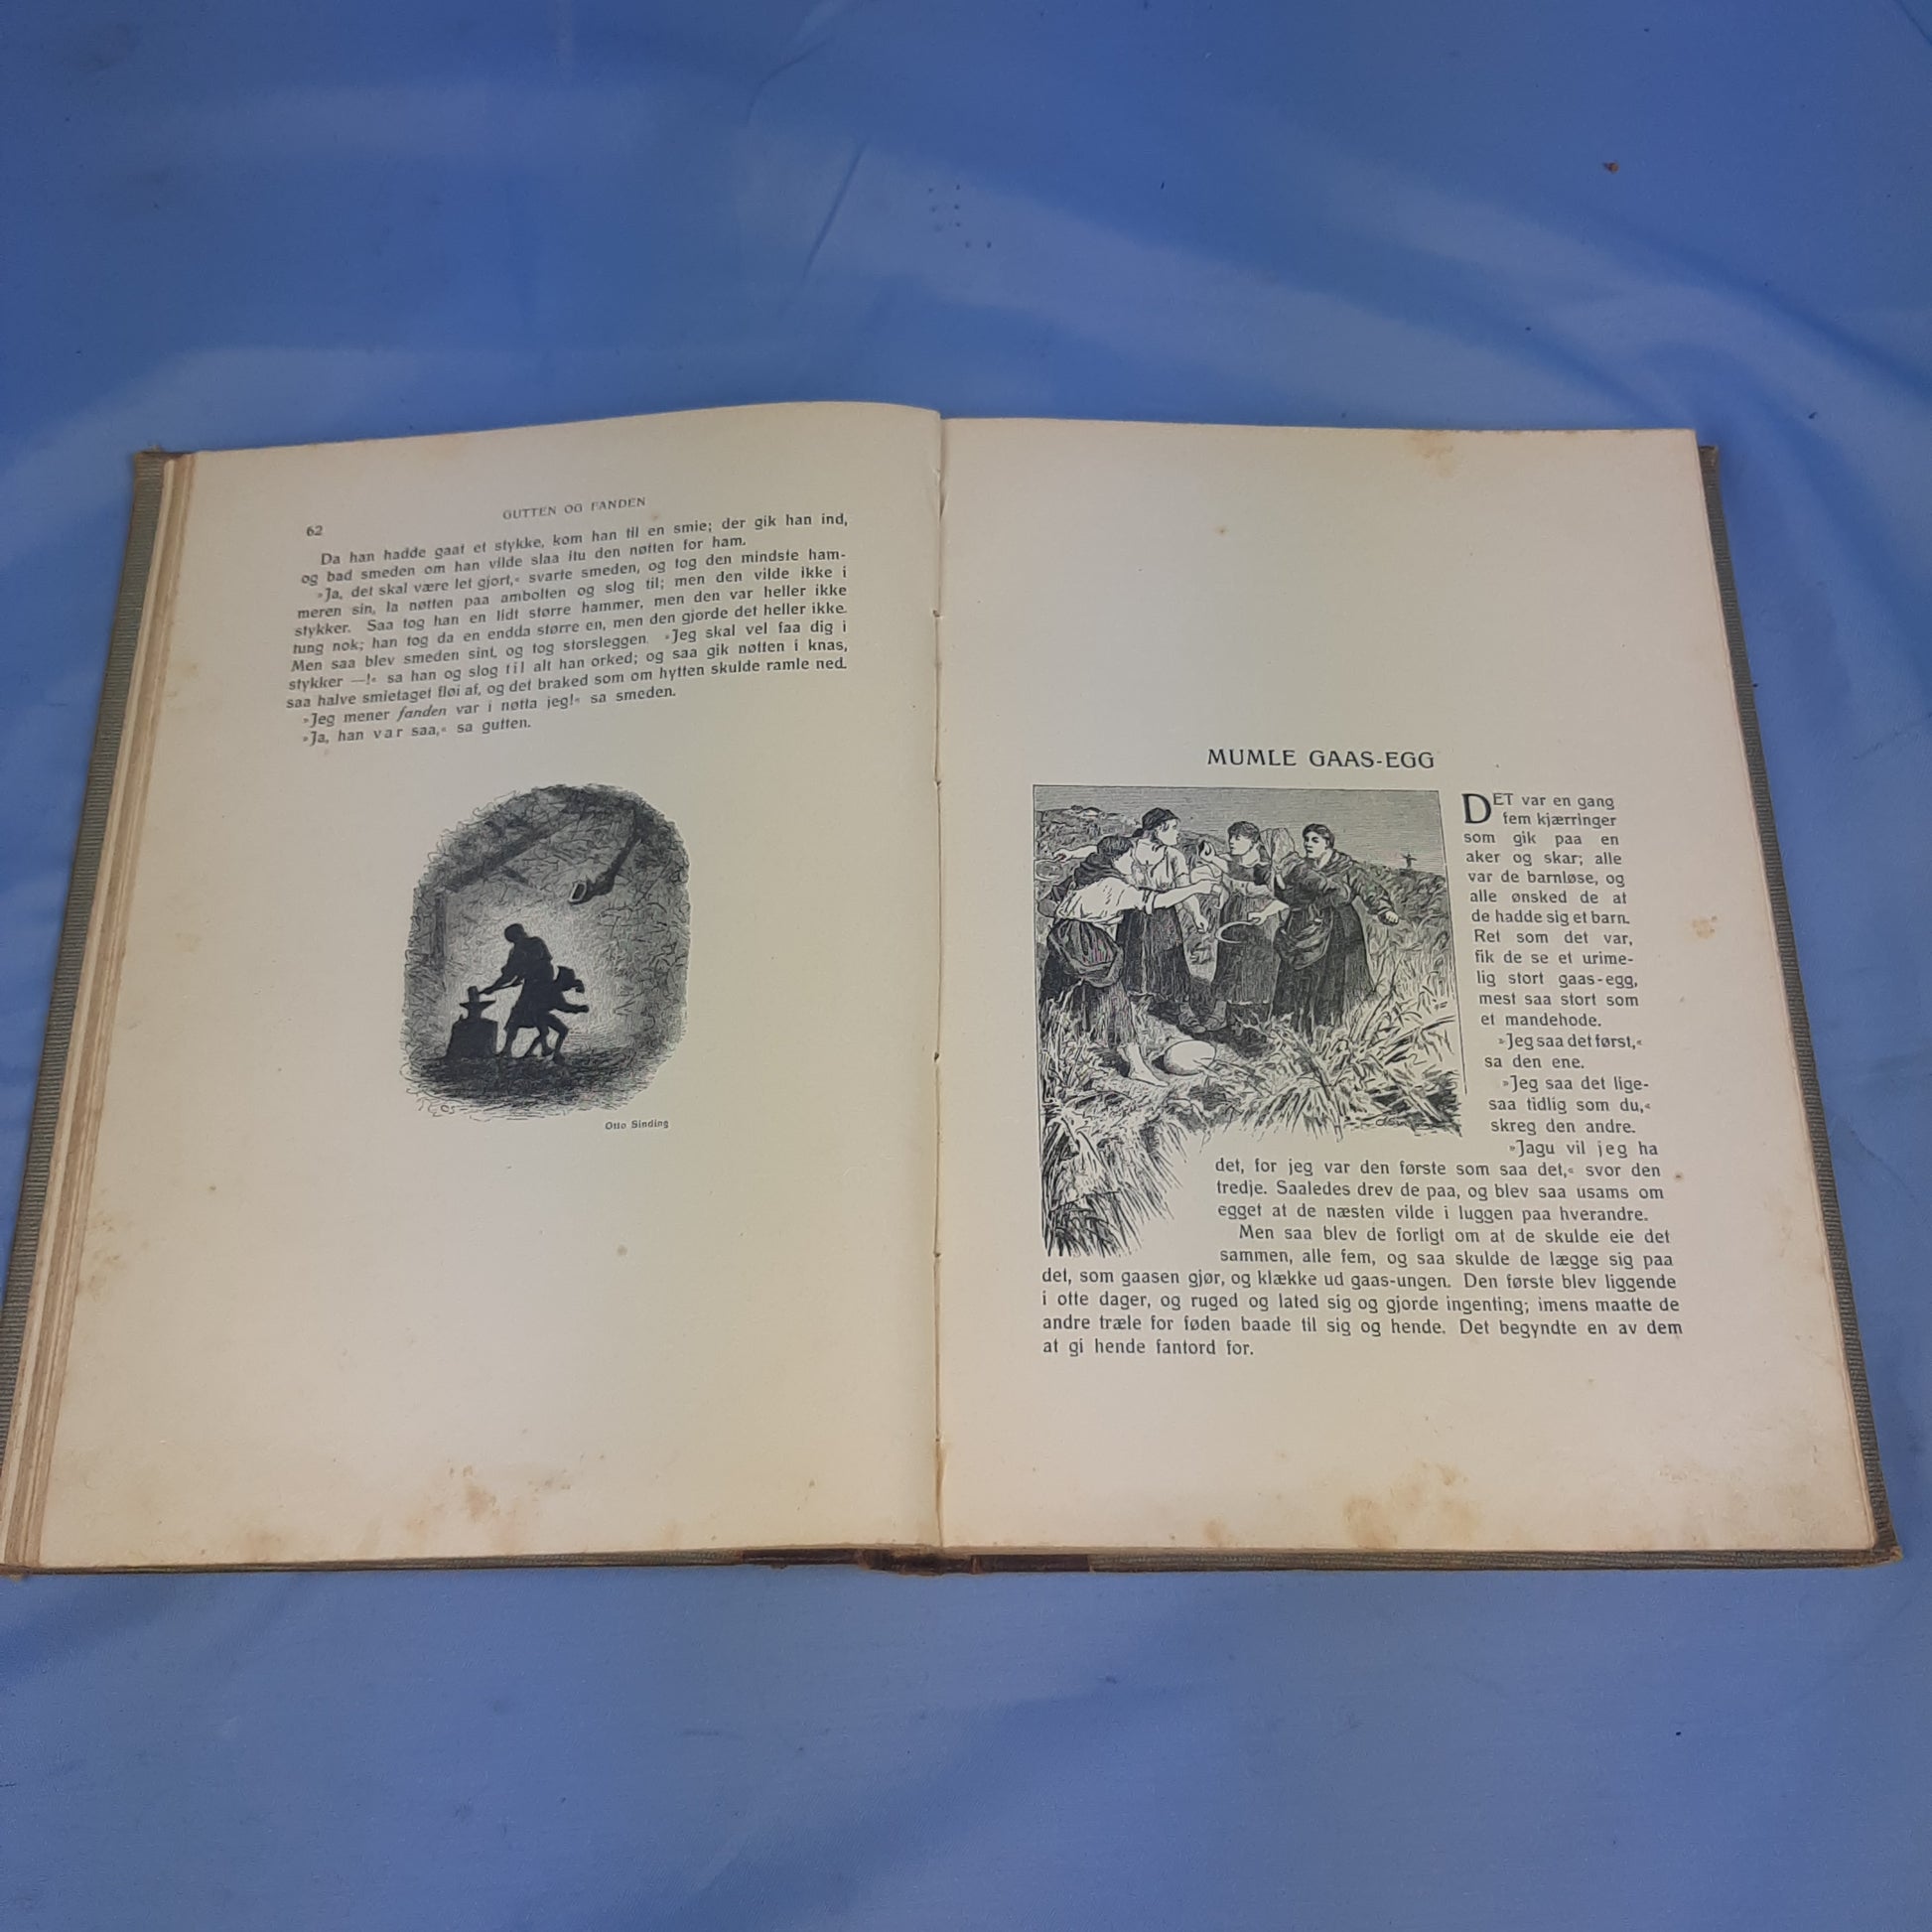 62
GUTTEN OG FANDEN
Da han hadde gaat et stykke, kom han til en smie; der gik han ind,
og bad smeden om han vilde slaa itu den nøtten for ham.
»Ja, det skal være let gjort,« svarte smeden, og tog den mindste ham-
meren sin, la nøtten paa ambolten og slog til; men den vilde ikke i
stykker. Saa tog han en lidt større hammer, men den var heller ikke
tung nok; han tog da en endda større en, men den gjorde det heller ikke.
Men saa blev smeden sint, og tog storsleggen. »Jeg skal vel faa dig i
stykker —!« sa han og slog til alt han orked; og saa gik nøtten i knas,
saa halve smietaget fløi af, og det braked som om hytten skulde ramle ned.
»Jeg mener fanden var i nøtta jeg!« sa smeden.
»Ja, han var saa,« sa gutten.
Otto Sinding
MUMLE GAAS-EGG
DET var en gang
fem kjærringer
som gik paa en
aker og skar; alle
var de barnløse, og
alle ønsked de at
de hadde sig et barn.
Ret som det var,
fik de se et urime-
lig stort gaas-egg,
mest saa stort som
et mandehode.
»Jeg saa det først,«
sa den ene.
»Jeg saa det lige-
saa tidlig som du,«
skreg den andre.
»Jagu vil jeg ha
det, for jeg var den første som saa det,« svor den
tredje. Saaledes drev de paa, og blev saa usams om
egget at de næsten vilde i luggen paa hverandre.
Men saa blev de forligt om at de skulde eie det
sammen, alle fem, og saa skulde de lægge sig paa
det, som gaasen gjør, og klække ud gaas-ungen. Den første blev liggende
i otte dager, og ruged og lated sig og gjorde ingenting; imens maatte de
andre træle for føden baade til sig og hende. Det begyndte en av dem
at gi hende fantord for.